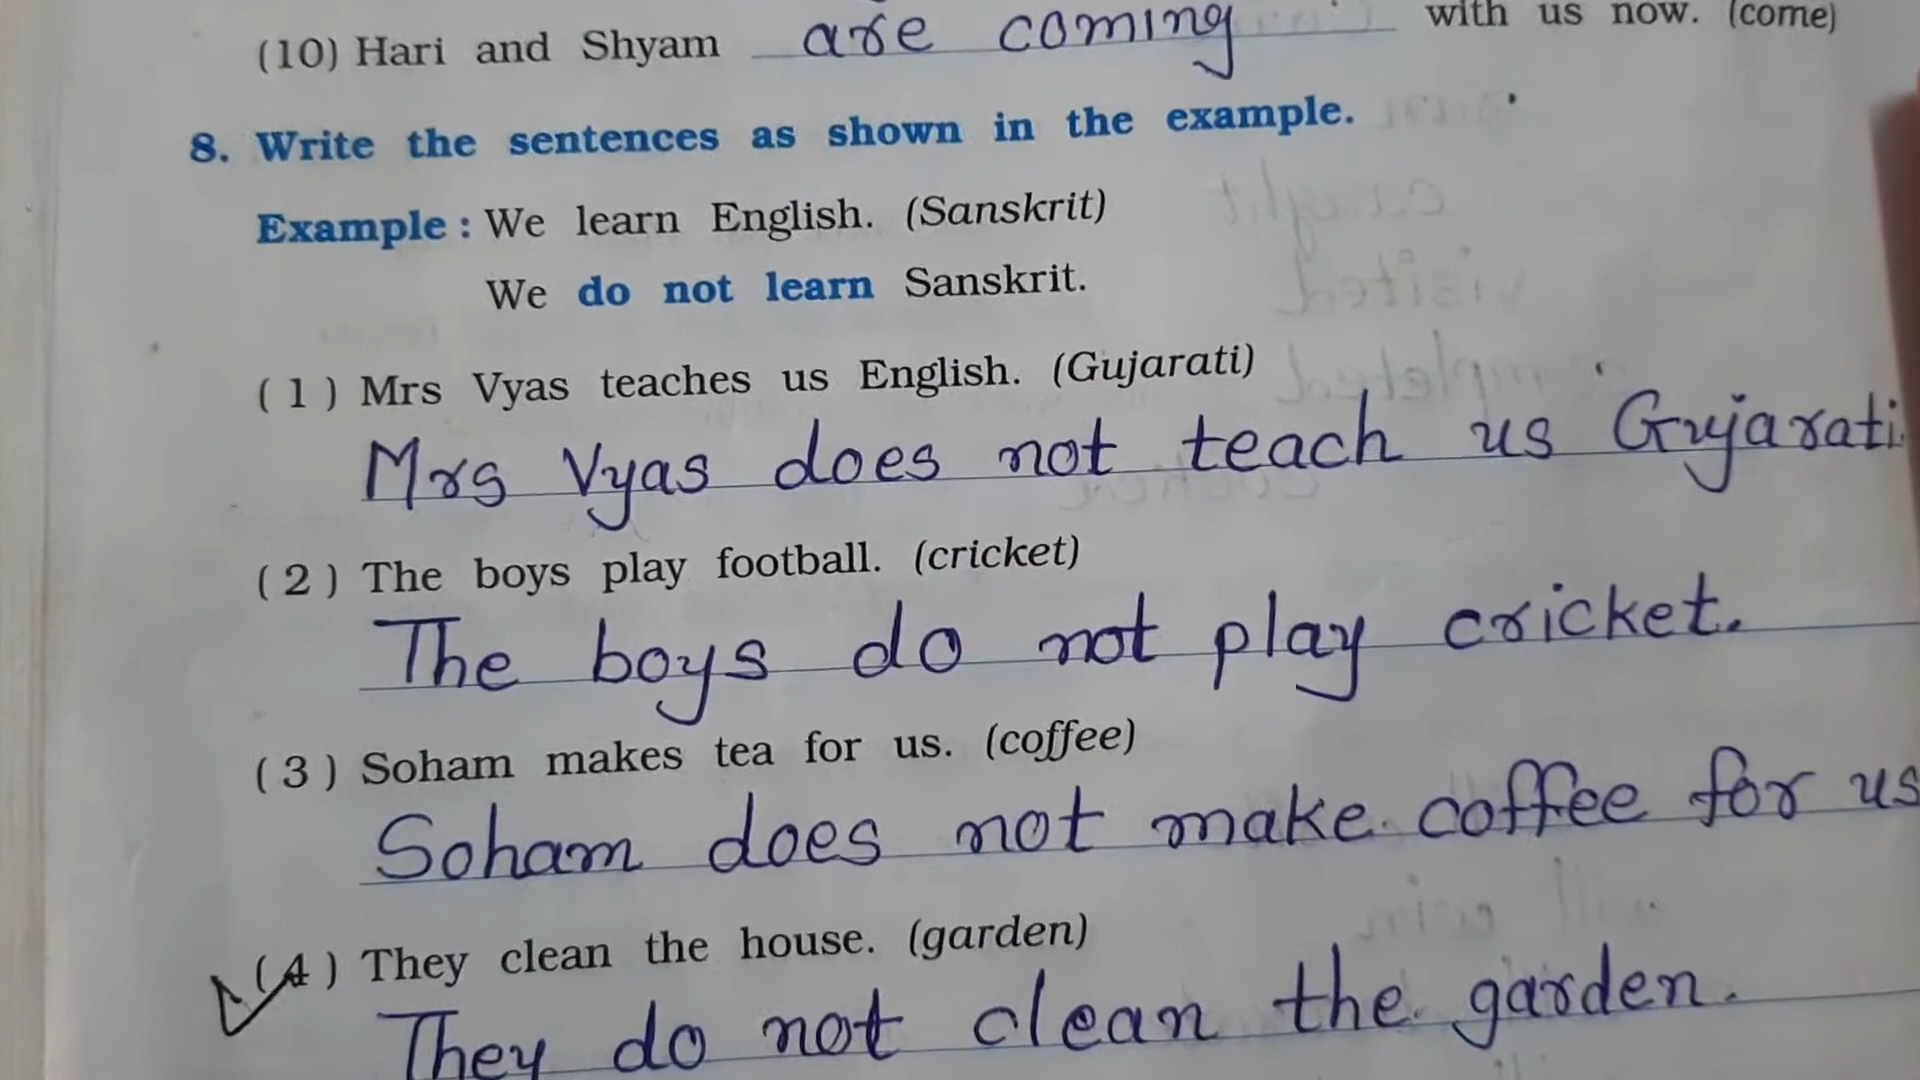 (10) Hari and Shyam are coming with us now. (come)
8. Write the sentences as shown in the example.
Example : We learn English. (Sanskrit)
We do not learn Sanskrit.
(1) Mrs Vyas teaches us English. (Gujarati)
Mrs Vyas does not teach us Gujarati.
(2) The boys play football. (cricket)
The boys do not play cricket.
(3) Soham makes tea for us. (coffee)
Soham does not make coffee for us
(4) They clean the house. (garden)
They do not clean the garden.